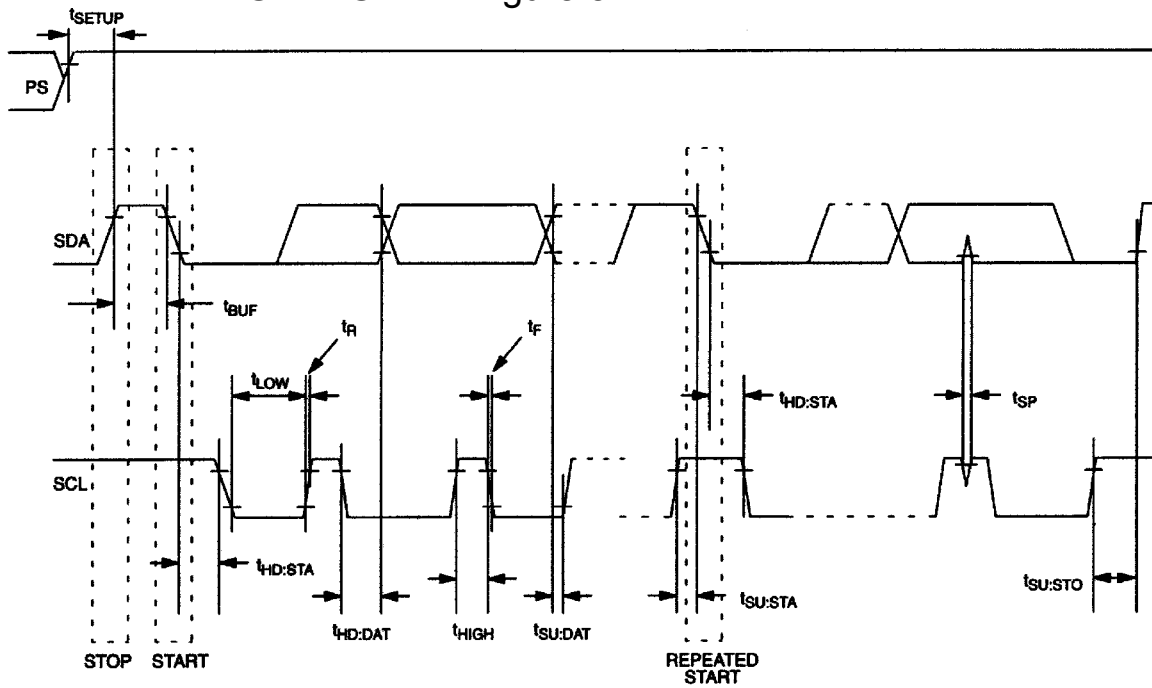 tSETUP
PS
SDA
tBUF
tR
tF
tLOW
tHD:STA
tSP
SCL
tHD:STA
tSU:STA
tSU:STO
tHD:DAT
tHIGH
tSU:DAT
STOP
START
REPEATED
START